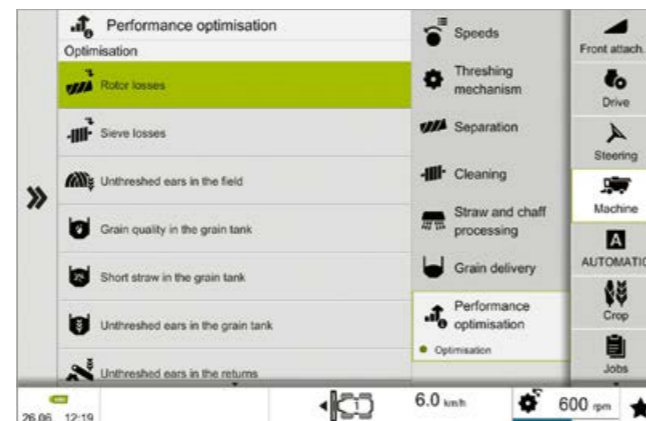 Performance optimisation
Optimisation
Rotor losses
Sieve losses
Unthreshed ears in the field
Grain quality in the grain tank
Short straw in the grain tank
Unthreshed ears in the grain tank
Unthreshed ears in the returns
Speeds
Threshing
mechanism
Separation
Cleaning
Straw and chaff
processing
Grain delivery
Performance
optimisation
Optimisation
Front attach.
Drive
Steering
Machine
A
AUTOMATIC
Crop
Jobs
26.06. 12:19
1
6.0 km/h
600 rpm